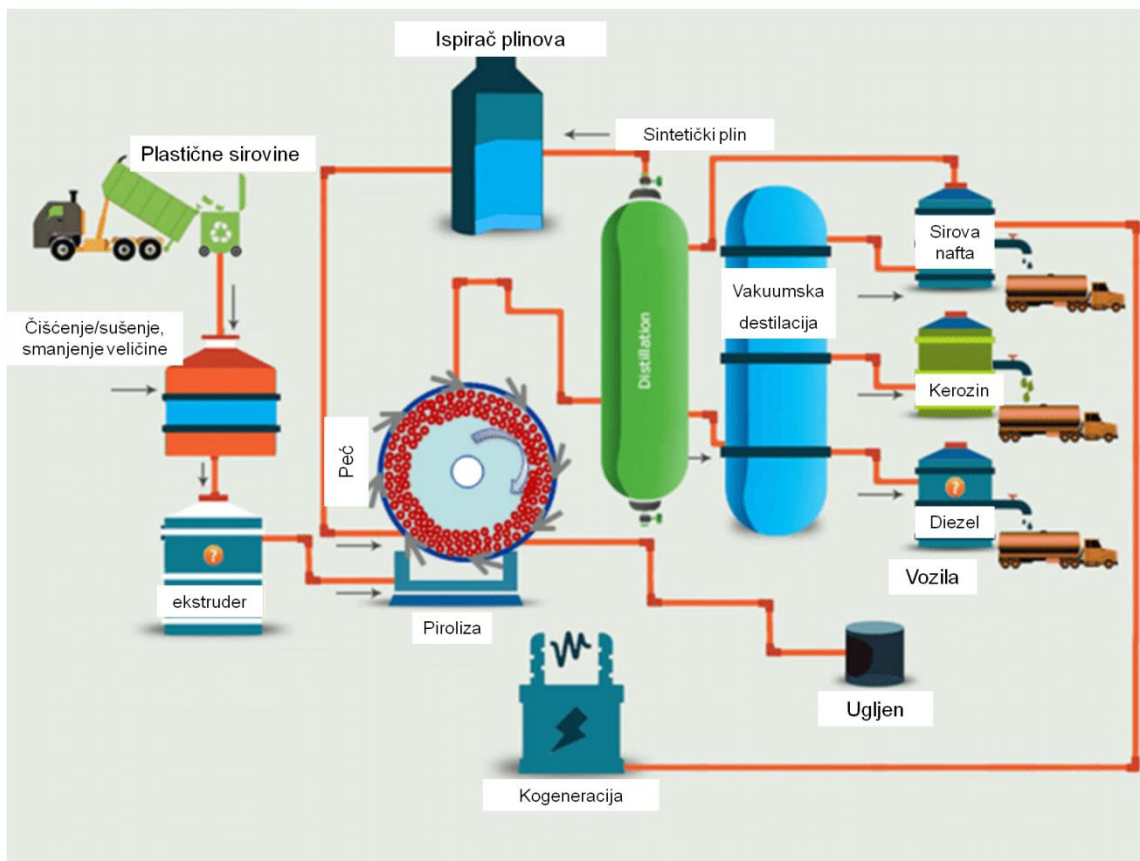 Ispirač plinova
Sintetički plin
Plastične sirovine
Sirova
nafta
Vakuumska
destilacija
Čišćenje/sušenje,
smanjenje veličine
Distillation
Kerozin
Peć
?
Diezel
?
Vozila
ekstruder
Piroliza
Ugljen
Kogeneracija